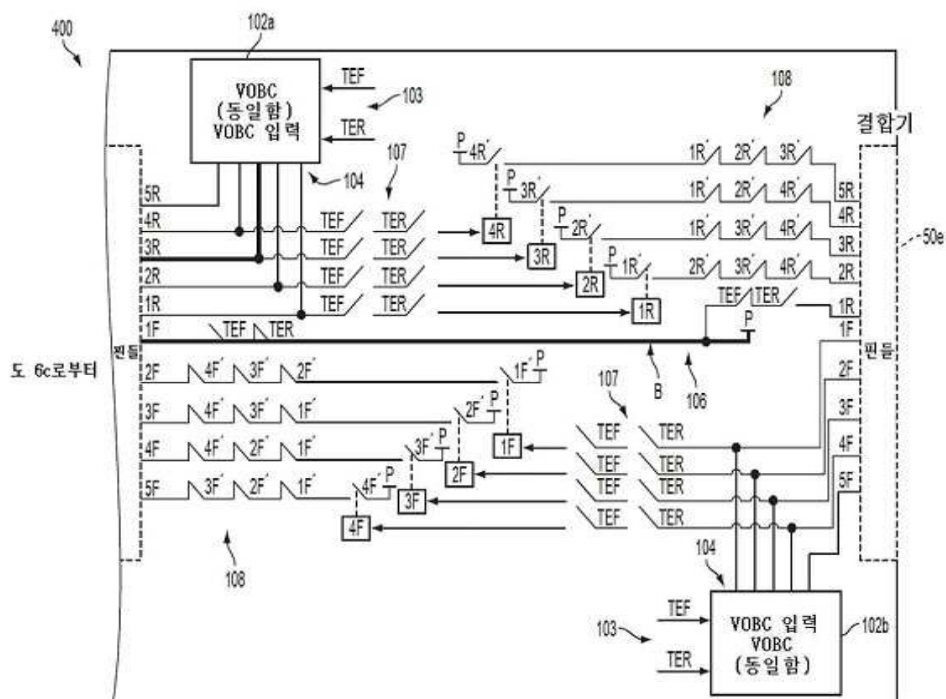 400
102a
VOBC
(동일함)
VOBC 입력
TEF
103
TER
104
107
108
결합기
50e
P 4R' 1R' 2R' 3R'
P 3R' 1R' 2R' 4R'
P 2R' 1R' 3R' 4R'
P 1R' 2R' 3R' 4R'
5R
4R TEF TER 4R
3R TEF TER 3R
2R TEF TER 2R
1R TEF TER 1R
5R
4R
3R
2R
1R
TEF TER
1F TEF TER P
B
106
핀들
도 6c로부터
핀들
2F 4F' 3F' 2F' 1F' P
3F 4F' 3F' 1F' 2F' P
4F 4F' 2F' 1F' 3F' P
5F 3F' 2F' 1F' 4F' P
1F
2F
3F
4F
5F
107
1F TEF TER
2F TEF TER
3F TEF TER
4F TEF TER
108
104
103
TEF
TER
VOBC 입력
VOBC
(동일함)
102b